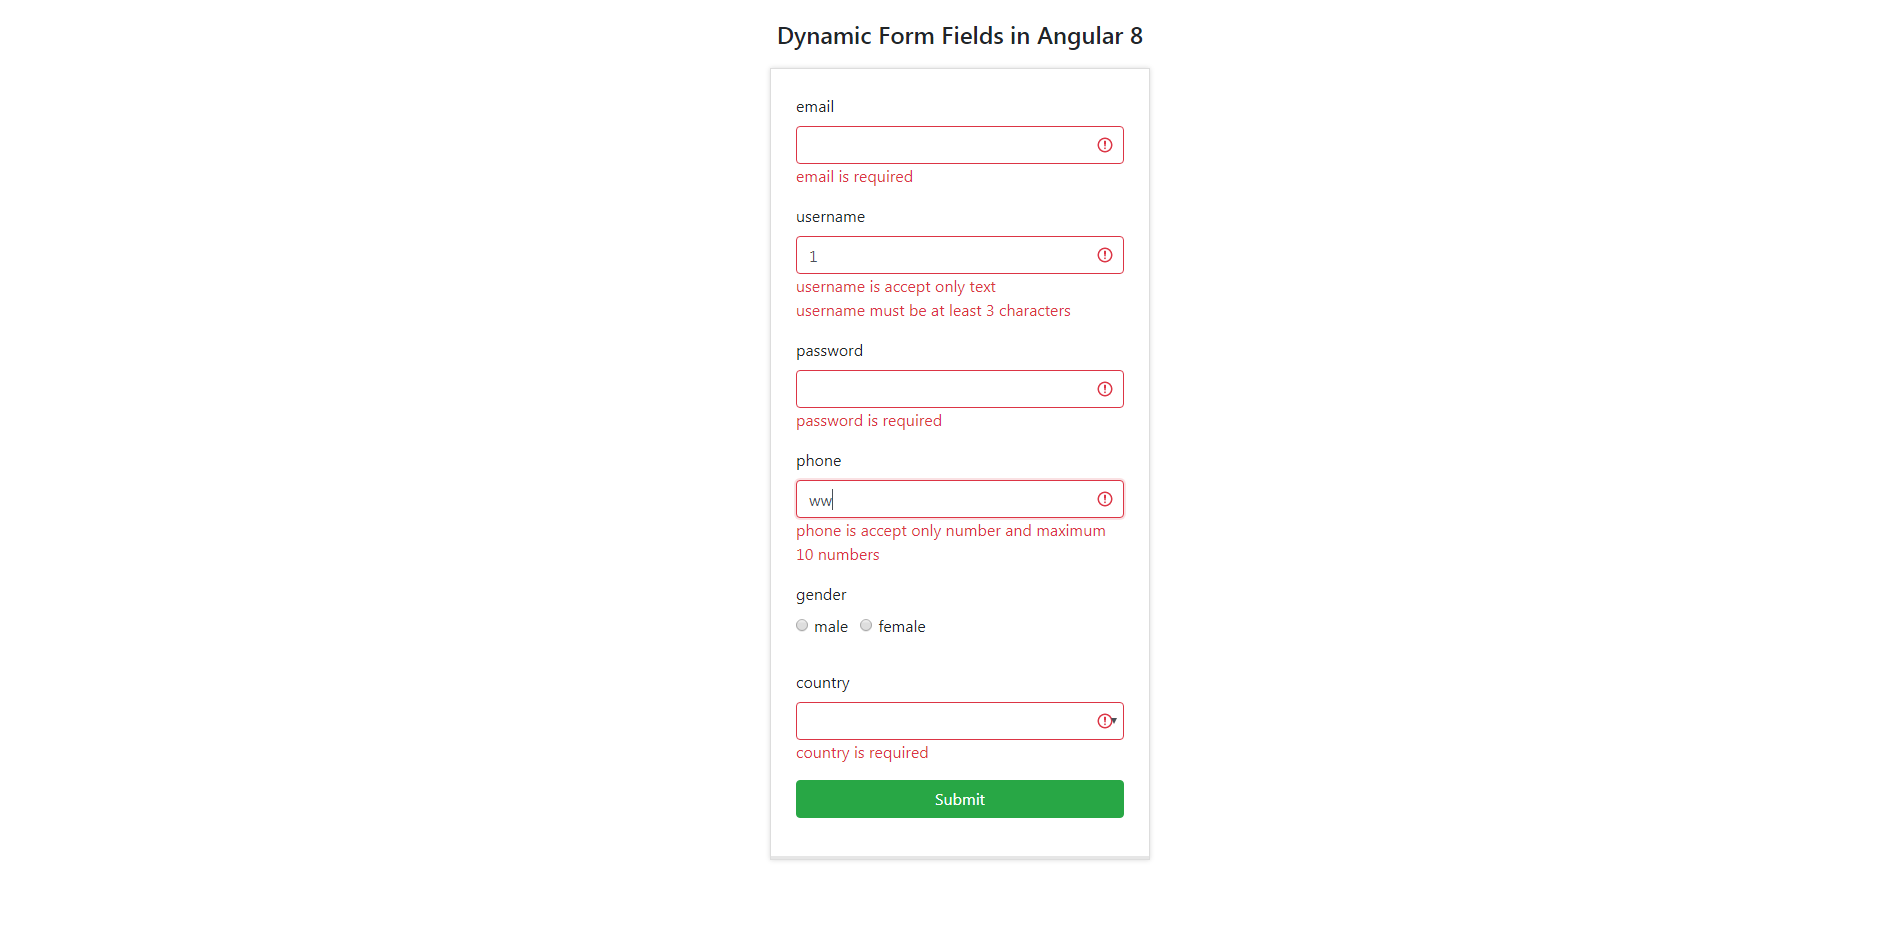 Dynamic Form Fields in Angular 8
email
email is required
username
1
username is accept only text
username must be at least 3 characters
password
password is required
phone
ww
phone is accept only number and maximum
10 numbers
gender
male female
country
country is required
Submit